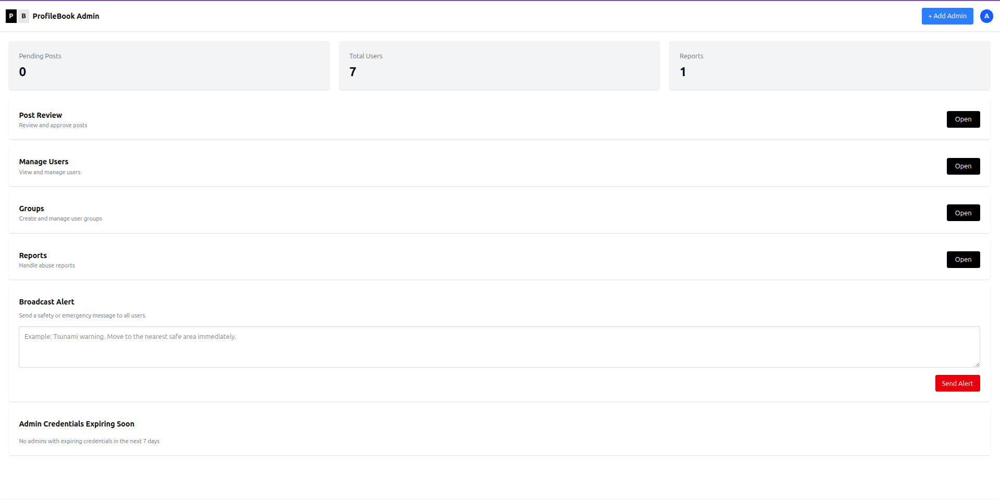 P B ProfileBook Admin
+ Add Admin
A
Pending Posts
0
Total Users
7
Reports
1
Post Review
Review and approve posts
Open
Manage Users
View and manage users
Open
Groups
Create and manage user groups
Open
Reports
Handle abuse reports
Open
Broadcast Alert
Send a safety or emergency message to all users.
Example: Tsunami warning. Move to the nearest safe area immediately.
Send Alert
Admin Credentials Expiring Soon
No admins with expiring credentials in the next 7 days